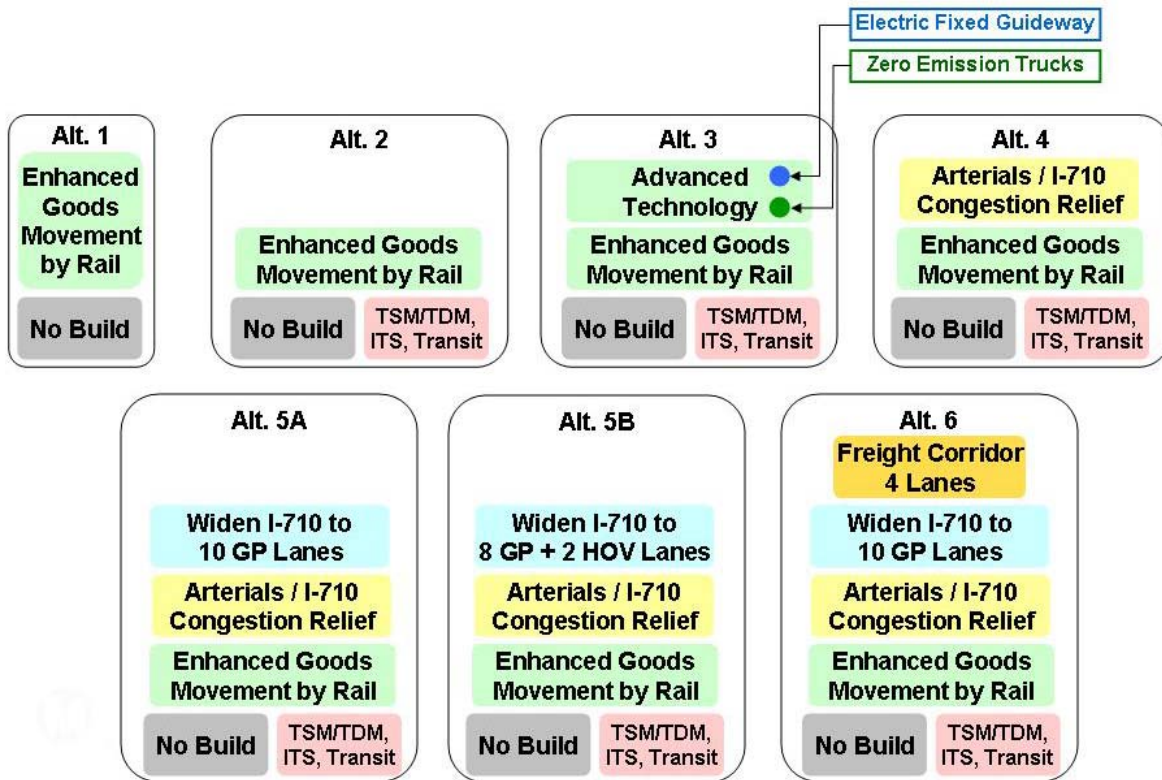 Electric Fixed Guideway
Zero Emission Trucks
Alt. 1
Enhanced
Goods
Movement
by Rail
No Build
Alt. 2
Enhanced Goods
Movement by Rail
No Build
TSM/TDM,
ITS, Transit
Alt. 3
Advanced
Technology
Enhanced Goods
Movement by Rail
No Build
TSM/TDM,
ITS, Transit
Alt. 4
Arterials / I-710
Congestion Relief
Enhanced Goods
Movement by Rail
No Build
TSM/TDM,
ITS, Transit
Alt. 5A
Widen I-710 to
10 GP Lanes
Arterials / I-710
Congestion Relief
Enhanced Goods
Movement by Rail
No Build
TSM/TDM,
ITS, Transit
Alt. 5B
Widen I-710 to
8 GP + 2 HOV Lanes
Arterials / I-710
Congestion Relief
Enhanced Goods
Movement by Rail
No Build
TSM/TDM,
ITS, Transit
Alt. 6
Freight Corridor
4 Lanes
Widen I-710 to
10 GP Lanes
Arterials / I-710
Congestion Relief
Enhanced Goods
Movement by Rail
No Build
TSM/TDM,
ITS, Transit